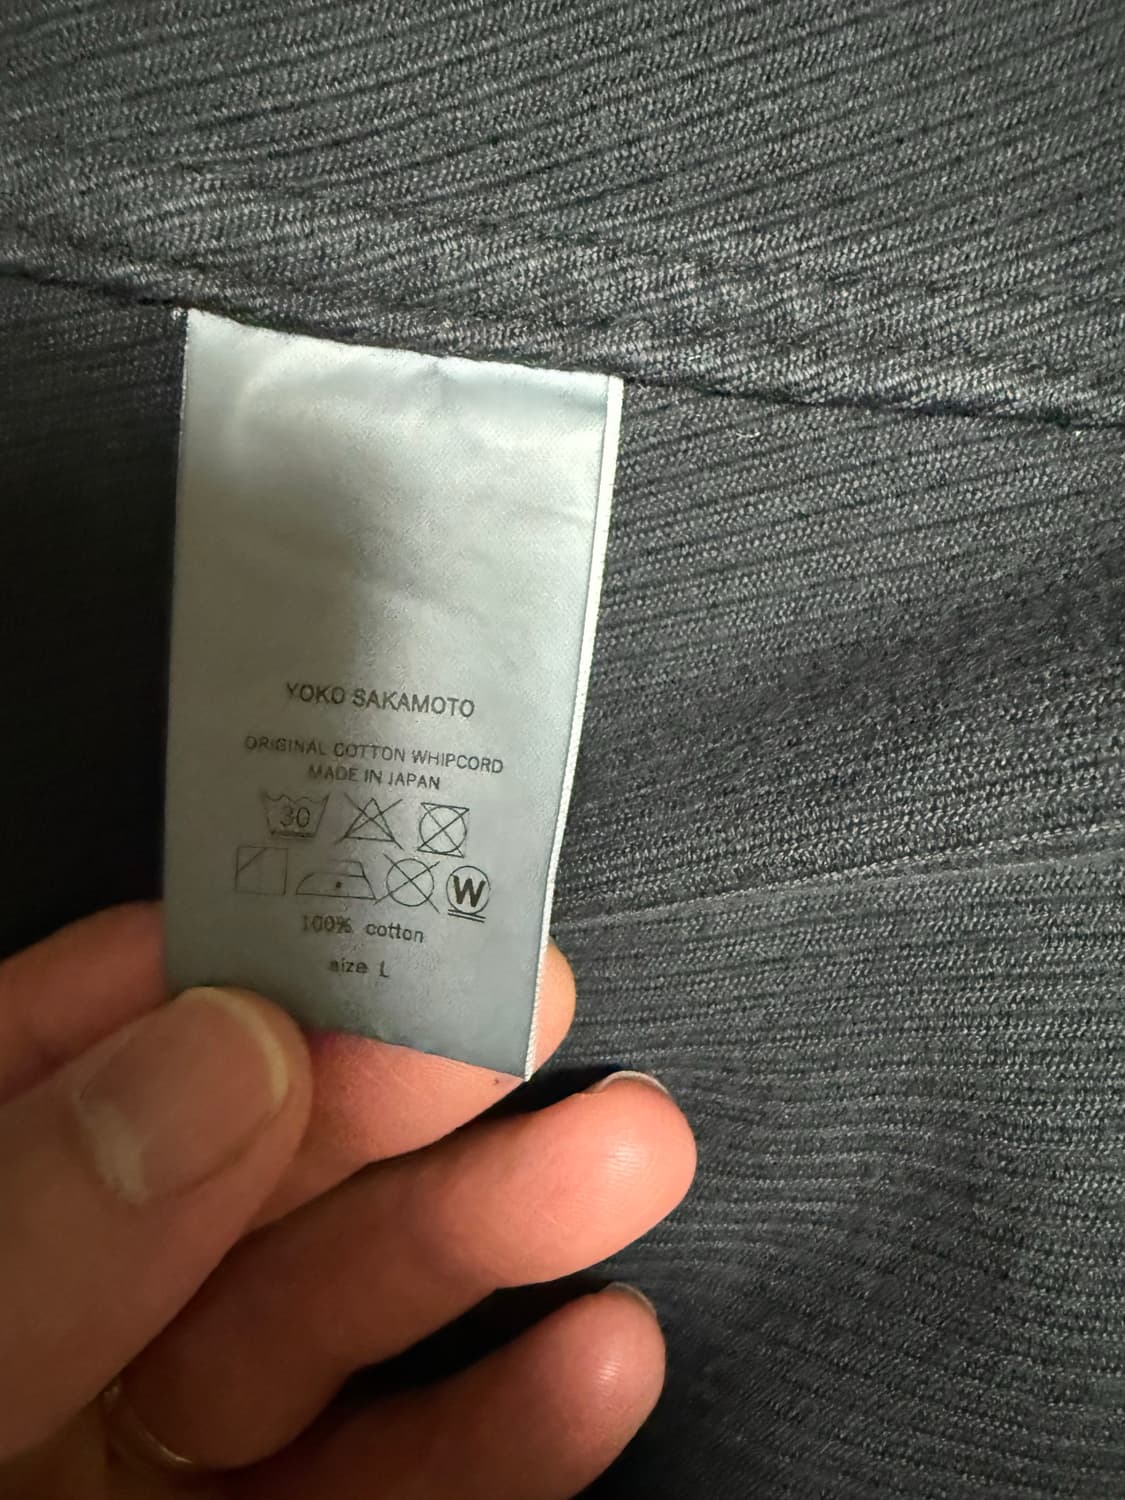 YOKO SAKAMOTO
ORIGINAL COTTON WHIPCORD
MADE IN JAPAN
30
W
100% cotton
size L